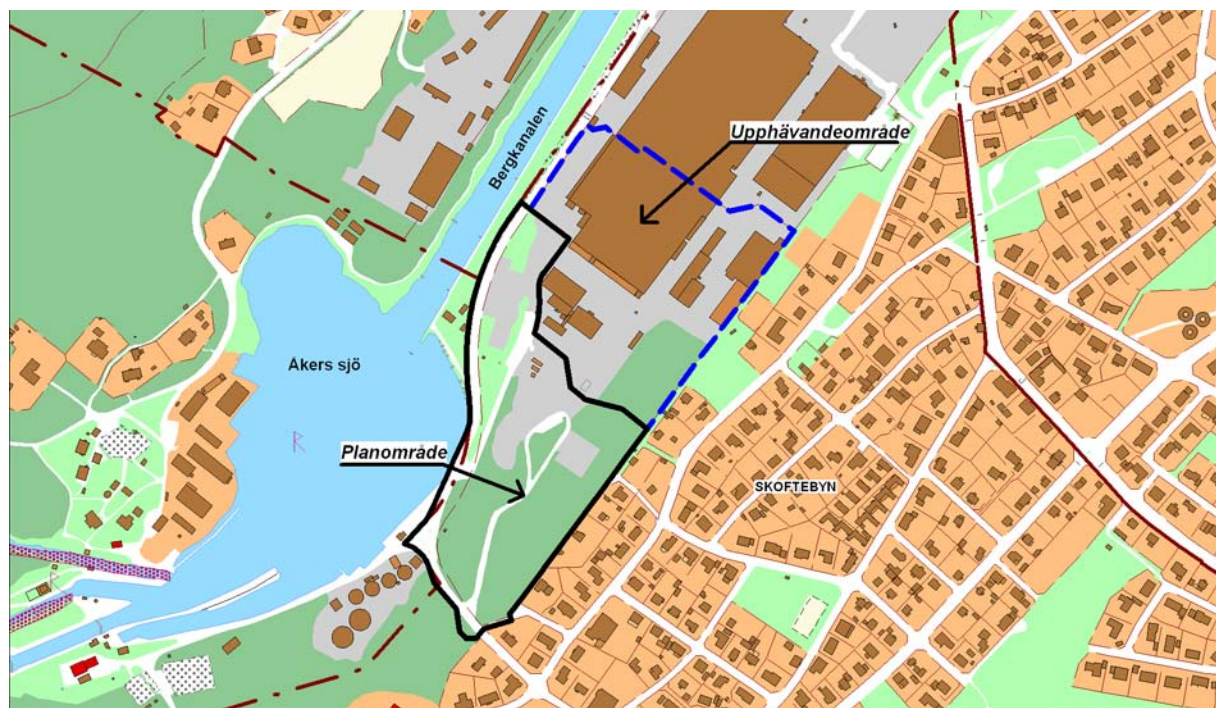 Bergkanalen
Upphävandeområde
Åkers sjö
Planområde
SKOFTEBYN
R